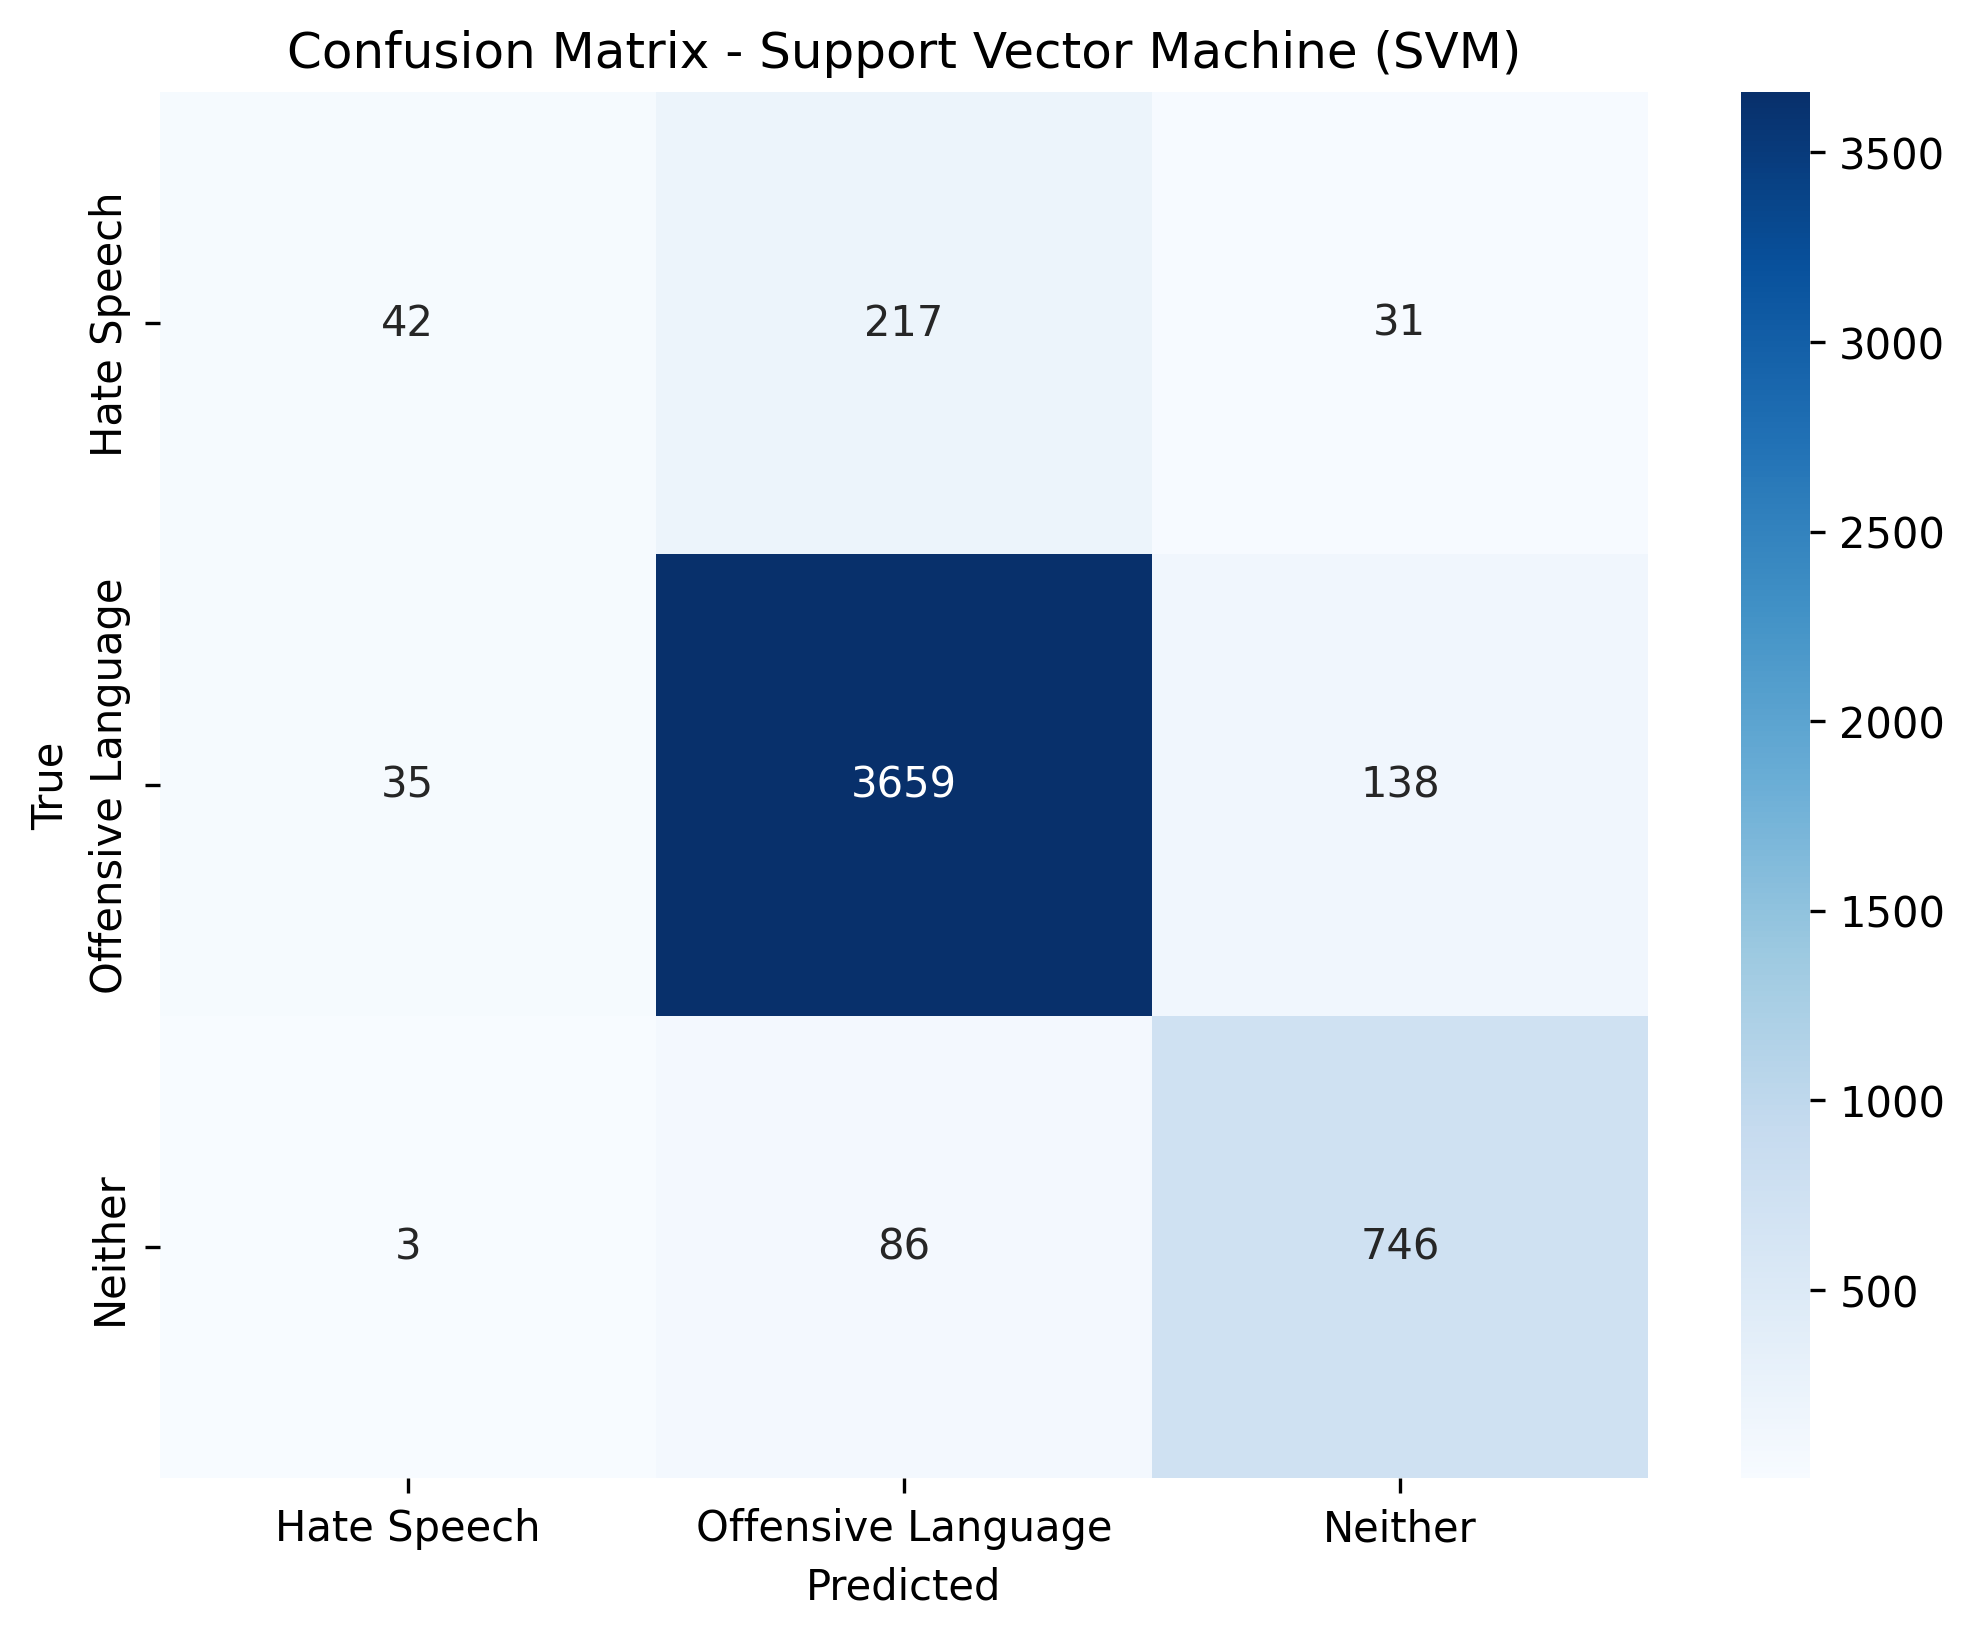 Confusion Matrix - Support Vector Machine (SVM)
True
Hate Speech
42 217 31
Offensive Language
35 3659 138
Neither
3 86 746
Hate Speech Offensive Language Neither
Predicted
3500
3000
2500
2000
1500
1000
500